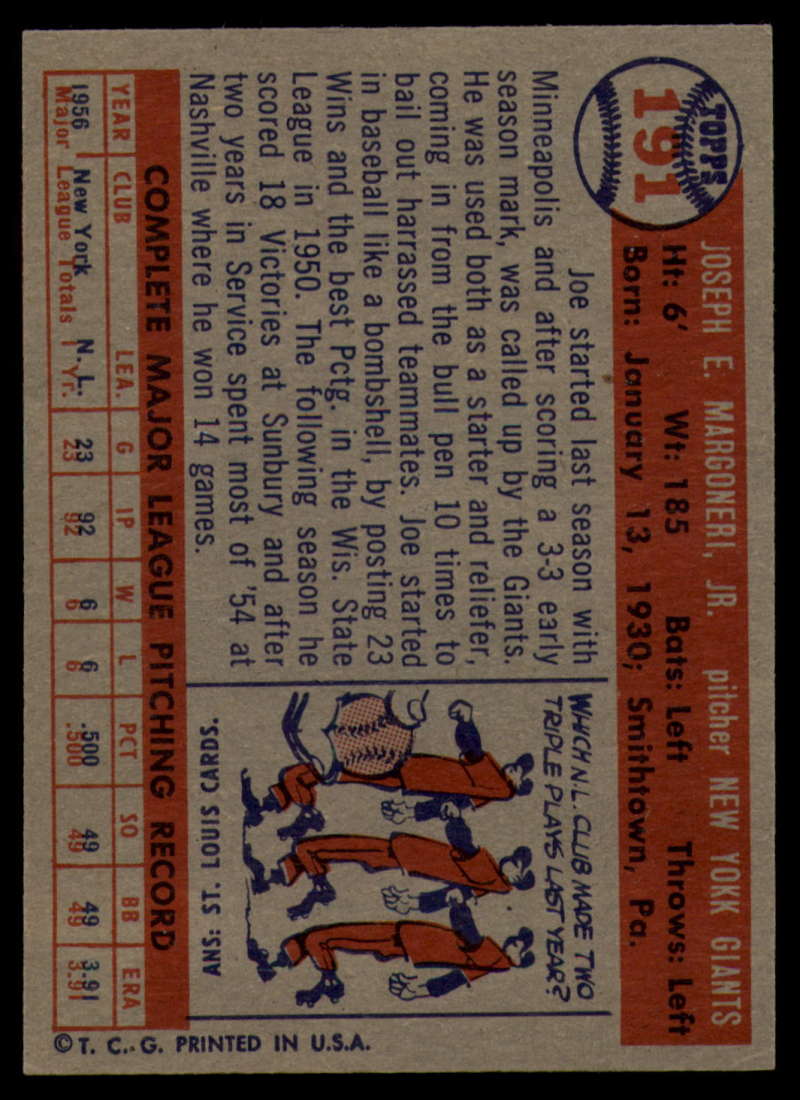 TOPPS
191
JOSEPH E. MARGONERI, JR. pitcher NEW YOKK GIANTS
Ht: 6' Wt: 185 Bats: Left Throws: Left
Born: January 13, 1930; Smithtown, Pa.
Joe started last season with
Minneapolis and after scoring a 3-3 early
season mark, was called up by the Giants.
He was used both as a starter and reliefer,
coming in from the bull pen 10 times to
bail out harrassed teammates. Joe started
in baseball like a bombshell, by posting 23
Wins and the best Pctg. in the Wis. State
League in 1950. The following season he
scored 18 Victories at Sunbury and after
two years in Service spent most of '54 at
Nashville where he won 14 games.
WHICH N.L. CLUB MADE TWO
TRIPLE PLAYS LAST YEAR?
ANS: ST. LOUIS CARDS.
COMPLETE MAJOR LEAGUE PITCHING RECORD
YEAR CLUB LEA. G IP W L PCT SO BB ERA
1956 New York N.L. 23 92 6 6 .500 49 49 3.91
Major League Totals 1 Yr. 23 92 6 6 .500 49 49 3.91
© T. C. G. PRINTED IN U.S.A.